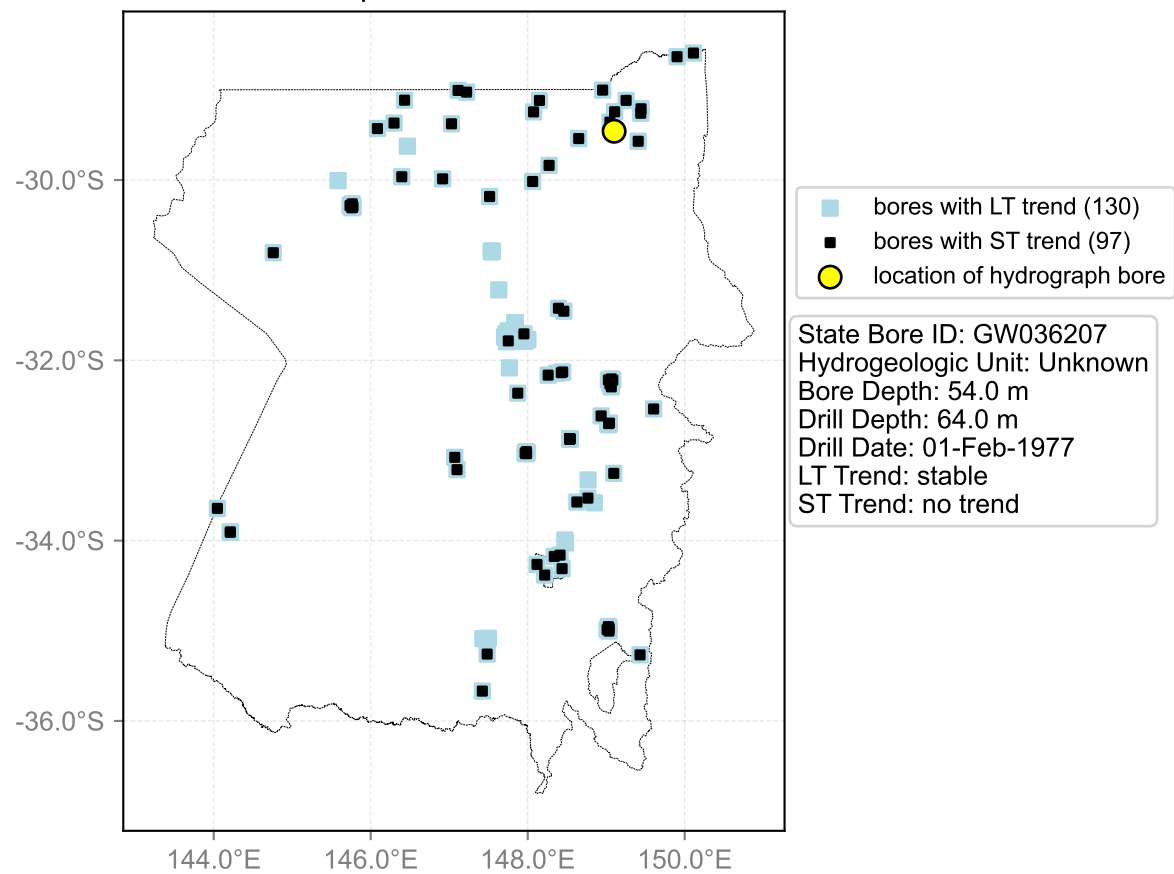 -30.0°S
-32.0°S
-34.0°S
-36.0°S
144.0°E
146.0°E
148.0°E
150.0°E
bores with LT trend (130)
bores with ST trend (97)
location of hydrograph bore
State Bore ID: GW036207
Hydrogeologic Unit: Unknown
Bore Depth: 54.0 m
Drill Depth: 64.0 m
Drill Date: 01-Feb-1977
LT Trend: stable
ST Trend: no trend